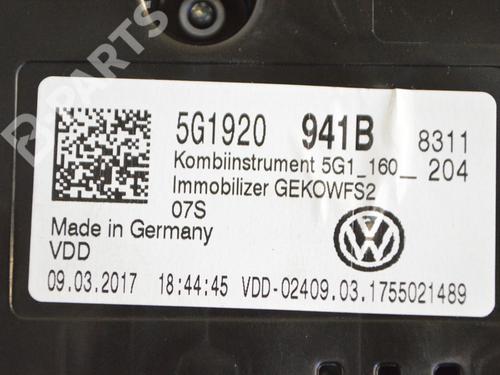 B-PARTS
5G1920 941B 8311
Kombiinstrument 5G1_160_ 204
Immobilizer GEKOWFS2
07S
Made in Germany
VDD
09.03.2017 18:44:45 VDD-02409.03.1755021489